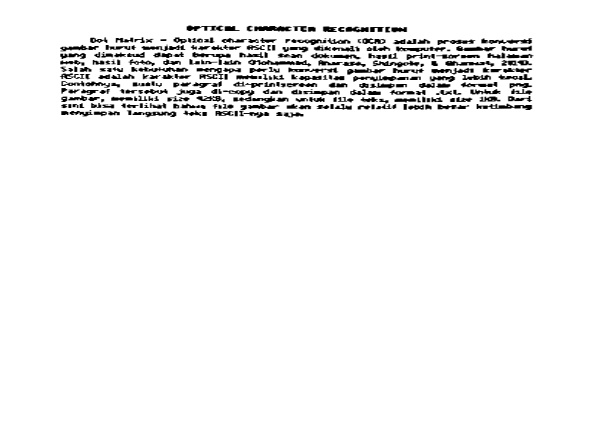 OPTICAL CHARACTER RECOGNITION
Dot Matrix - Optical character recognition (OCR) adalah proses konversi
gambar huruf menjadi karakter ASCII yang dikenali oleh komputer. Gambar huruf
yang dimaksud dapat berupa hasil scan dokumen, hasil print-screen halaman
web, hasil foto, dan lain-lain (Mohammad, Anarase, Shingote, & Ghanwat, 2014).
Salah satu kebutuhan mengapa perlu konversi gambar huruf menjadi karakter
ASCII adalah karakter ASCII memiliki kapasitas penyimpanan yang lebih kecil.
Contohnya, suatu paragraf di-printscreen dan disimpan dalam format png.
Paragraf tersebut juga di-copy dan disimpan dalam format .txt. Untuk file
gambar, memiliki size 42KB, sedangkan untuk file teks, memiliki size 1KB. Dari
sini bisa terlihat bahwa file gambar akan selalu relatif lebih besar ketimbang
menyimpan langsung teks ASCII-nya saja.